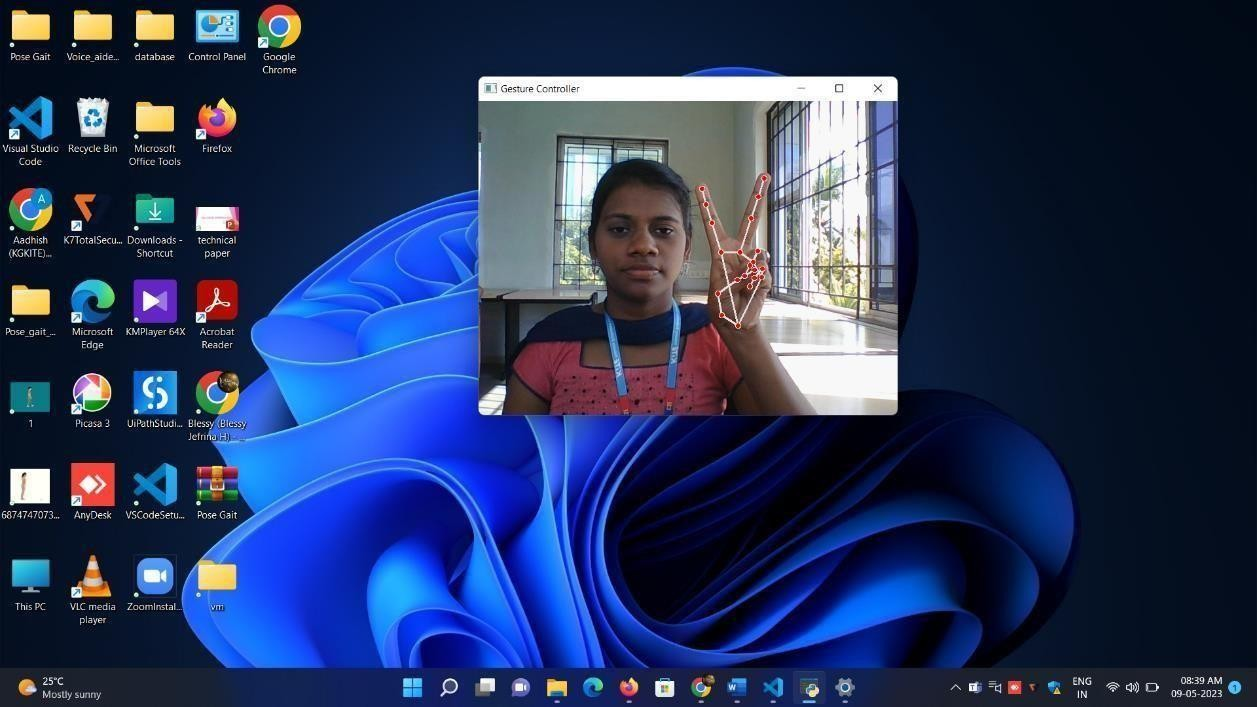 Pose Gait
Voice_aide...
database
Control Panel
Google
Chrome
Visual Studio
Code
Recycle Bin
Microsoft
Office Tools
Firefox
Aadhish
(KGKITE)...
K7TotalSecu...
Downloads -
Shortcut
technical
paper
Pose_gait_...
Microsoft
Edge
KMPlayer 64X
Acrobat
Reader
1
Picasa 3
UiPathStudi...
Blessy (Blessy
Jefrina H) - ...
6874747073...
AnyDesk
VSCodeSetu...
Pose Gait
This PC
VLC media
player
ZoomInstal...
vm
Gesture Controller
25°C
Mostly sunny
ENG
IN
08:39 AM
09-05-2023
1